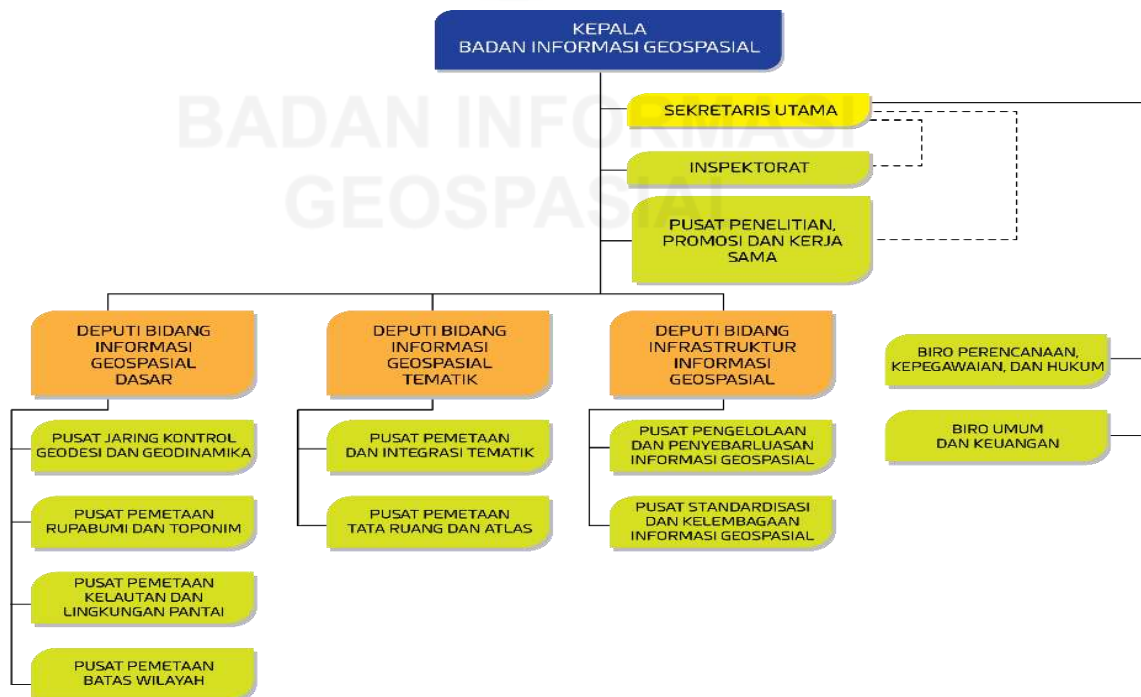 KEPALA
BADAN INFORMASI GEOSPASIAL
BADAN INFORMASI
GEOSPASIAL
SEKRETARIS UTAMA
INSPEKTORAT
PUSAT PENELITIAN,
PROMOSI DAN KERJA
SAMA
DEPUTI BIDANG
INFORMASI
GEOSPASIAL
DASAR
DEPUTI BIDANG
INFORMASI
GEOSPASIAL
TEMATIK
DEPUTI BIDANG
INFRASTRUKTUR
INFORMASI
GEOSPASIAL
BIRO PERENCANAAN,
KEPEGAWAIAN, DAN HUKUM
PUSAT JARING KONTROL
GEODESI DAN GEODINAMIKA
PUSAT PEMETAAN
DAN INTEGRASI TEMATIK
PUSAT PENGELOLAAN
DAN PENYEBARLUASAN
INFORMASI GEOSPASIAL
BIRO UMUM
DAN KEUANGAN
PUSAT PEMETAAN
RUPABUMI DAN TOPONIM
PUSAT PEMETAAN
TATA RUANG DAN ATLAS
PUSAT STANDARDISASI
DAN KELEMBAGAAN
INFORMASI GEOSPASIAL
PUSAT PEMETAAN
KELAUTAN DAN
LINGKUNGAN PANTAI
PUSAT PEMETAAN
BATAS WILAYAH